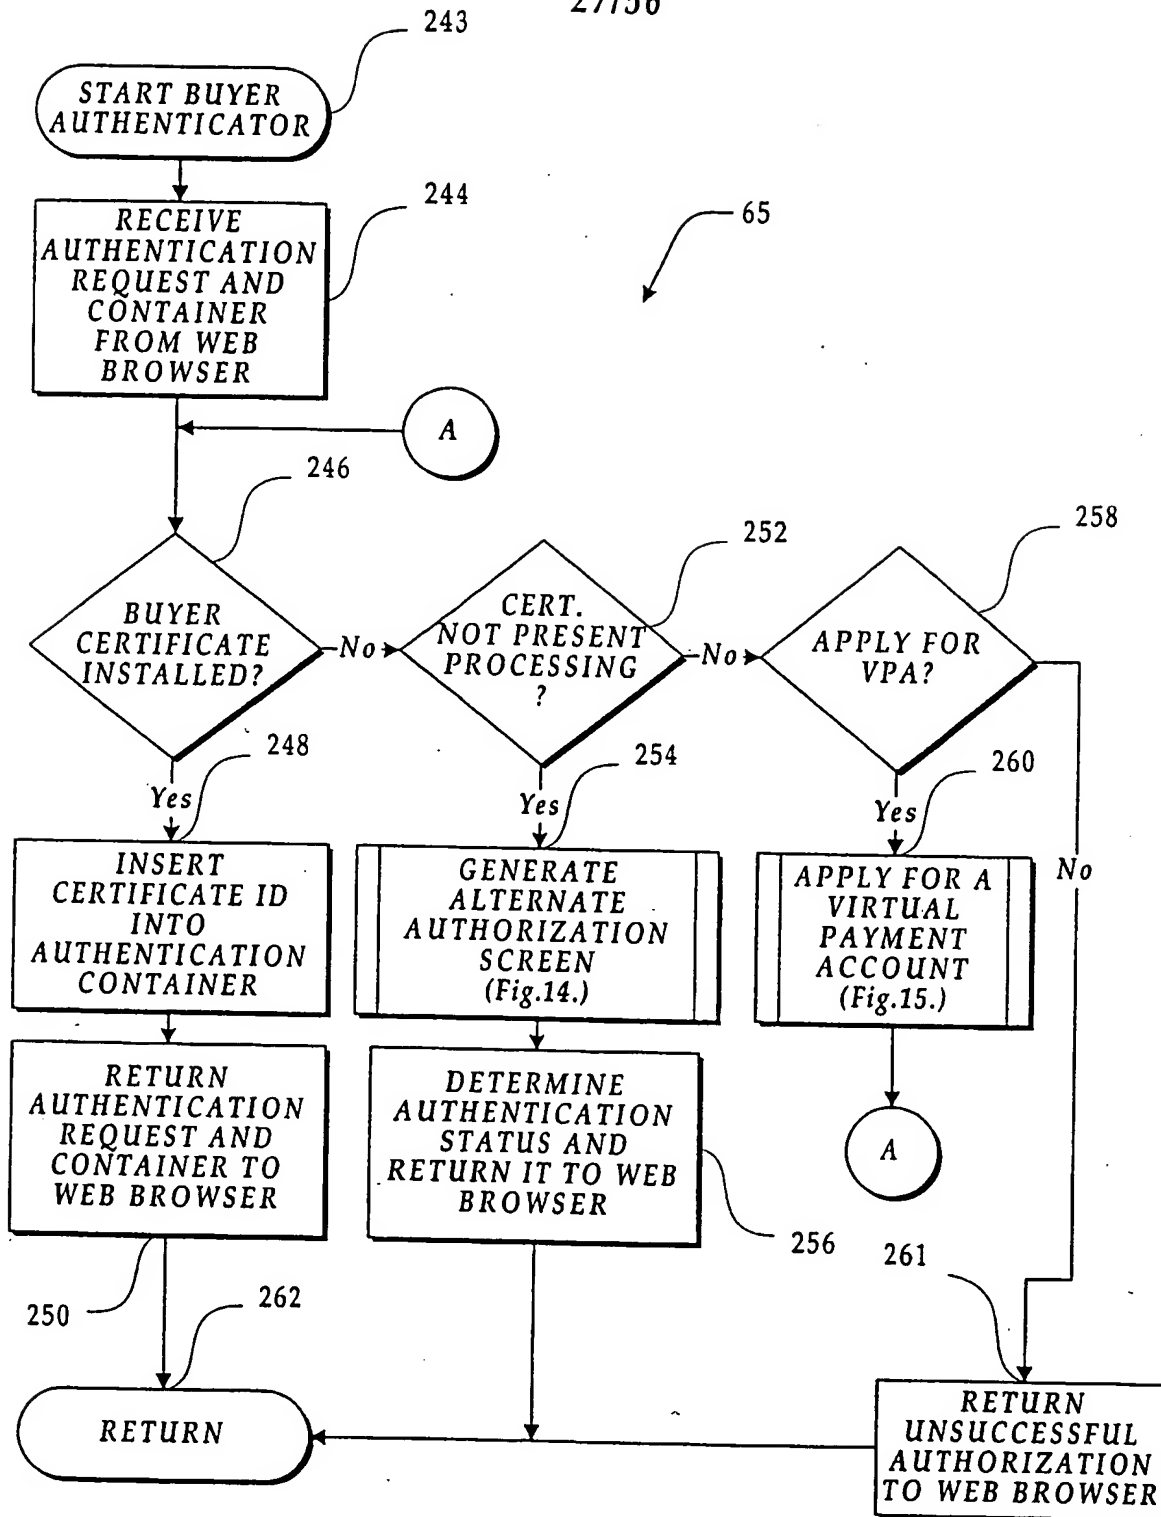 27/56
243
START BUYER
AUTHENTICATOR
244
RECEIVE
AUTHENTICATION
REQUEST AND
CONTAINER
FROM WEB
BROWSER
65
A
246
BUYER
CERTIFICATE
INSTALLED?
No
252
CERT.
NOT PRESENT
PROCESSING
?
No
258
APPLY FOR
VPA?
No
Yes
248
INSERT
CERTIFICATE ID
INTO
AUTHENTICATION
CONTAINER
Yes
254
GENERATE
ALTERNATE
AUTHORIZATION
SCREEN
(Fig.14.)
Yes
260
APPLY FOR A
VIRTUAL
PAYMENT
ACCOUNT
(Fig.15.)
RETURN
AUTHENTICATION
REQUEST AND
CONTAINER TO
WEB BROWSER
250
DETERMINE
AUTHENTICATION
STATUS AND
RETURN IT TO WEB
BROWSER
256
A
261
262
RETURN
RETURN
UNSUCCESSFUL
AUTHORIZATION
TO WEB BROWSER